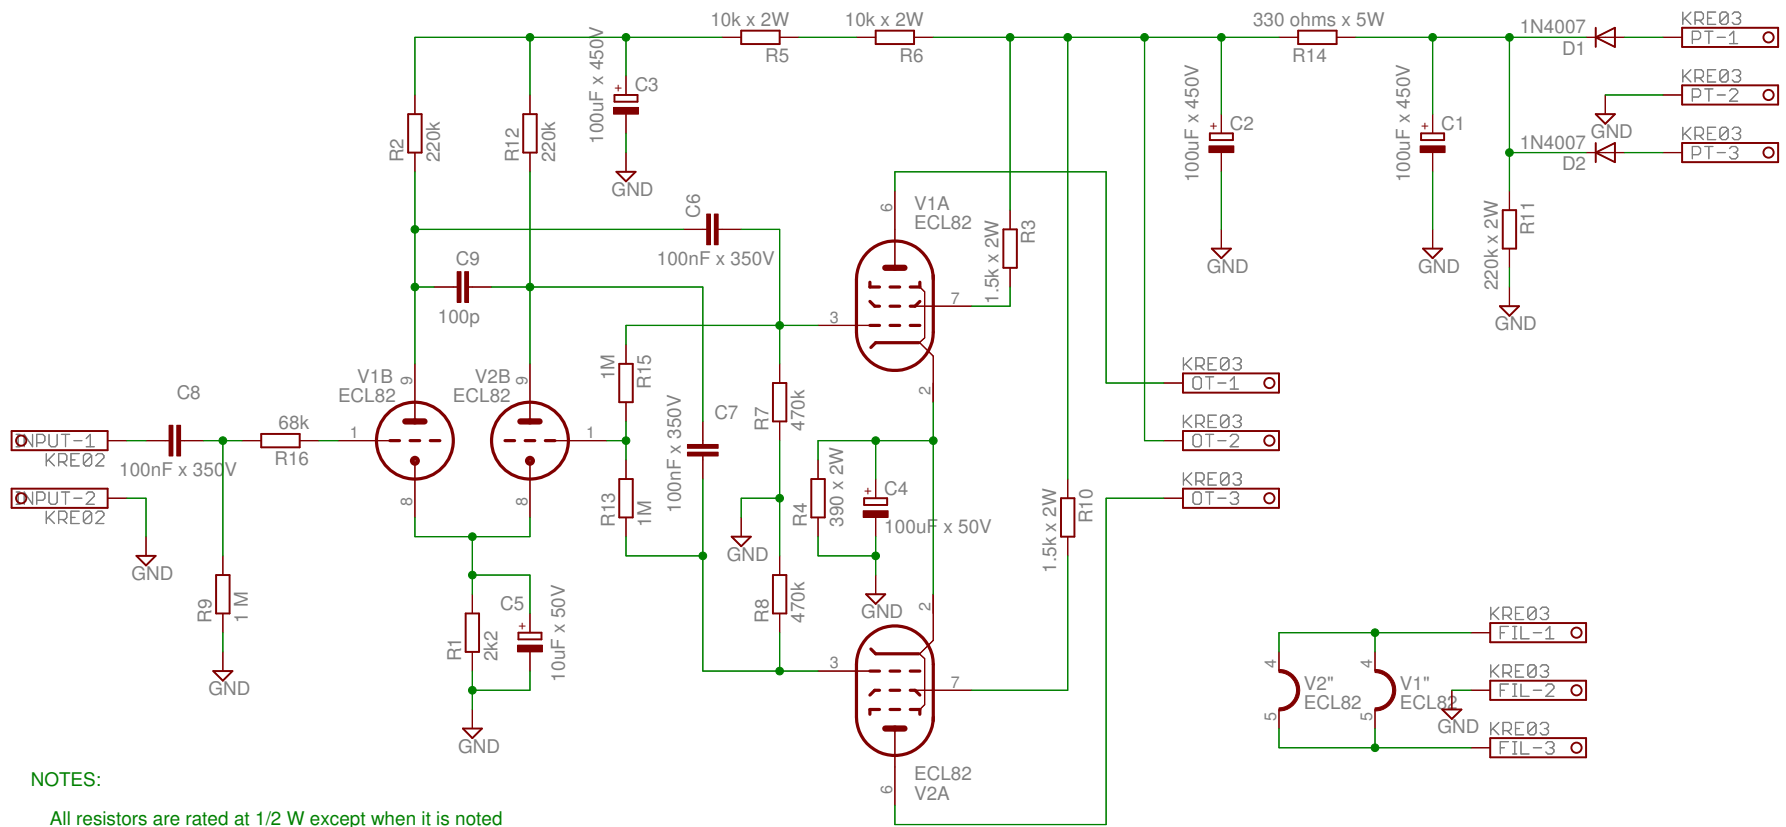 10k x 2W
R5
10k x 2W
R6
330 ohms x 5W
R14
1N4007
D1
KRE03
PT-1
KRE03
PT-2
GND
1N4007
D2
KRE03
PT-3
R2
220k
R12
220k
100uF x 450V
+
C3
GND
100uF x 450V
+
C2
GND
100uF x 450V
+
C1
GND
220k x 2W
R11
GND
C6
100nF x 350V
C9
100p
6
V1A
ECL82
1.5k x 2W
R3
7
3
2
V1B
ECL82
9
1
8
V2B
ECL82
9
1
8
C8
100nF x 350V
68k
R16
INPUT-1
KRE02
INPUT-2
KRE02
GND
R9
1 M
GND
1M
R15
R13
1M
100nF x 350V
C7
R7
470k
GND
R8
470k
R4
390 x 2W
+
C4
100uF x 50V
GND
1.5k x 2W
R10
KRE03
OT-1
KRE03
OT-2
KRE03
OT-3
R1
2k2
C5
+
10uF x 50V
GND
2
3
7
6
ECL82
V2A
4
5
V2"
ECL82
4
5
V1"
ECL82
KRE03
FIL-1
KRE03
FIL-2
GND
KRE03
FIL-3
NOTES:
All resistors are rated at 1/2 W except when it is noted